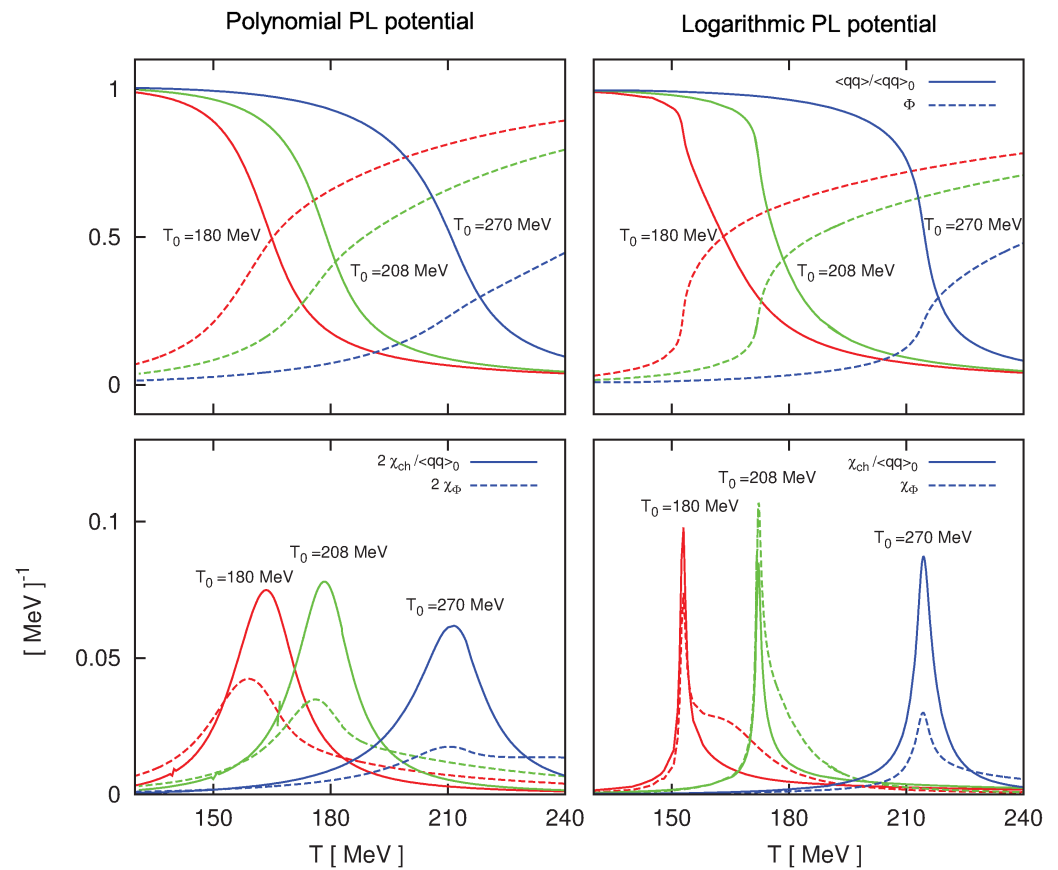 Polynomial PL potential
Logarithmic PL potential
1
0.5
0
T0=180 MeV
T0=208 MeV
T0=270 MeV
<qq>/<qq>0
Φ
T0=180 MeV
T0=208 MeV
T0=270 MeV
[ MeV ]-1
0.1
0.05
0
2 χch/<qq>0
2 χΦ
T0=180 MeV
T0=208 MeV
T0=270 MeV
150 180 210 240
T [ MeV ]
χch/<qq>0
χΦ
T0=208 MeV
T0=180 MeV
T0=270 MeV
150 180 210 240
T [ MeV ]